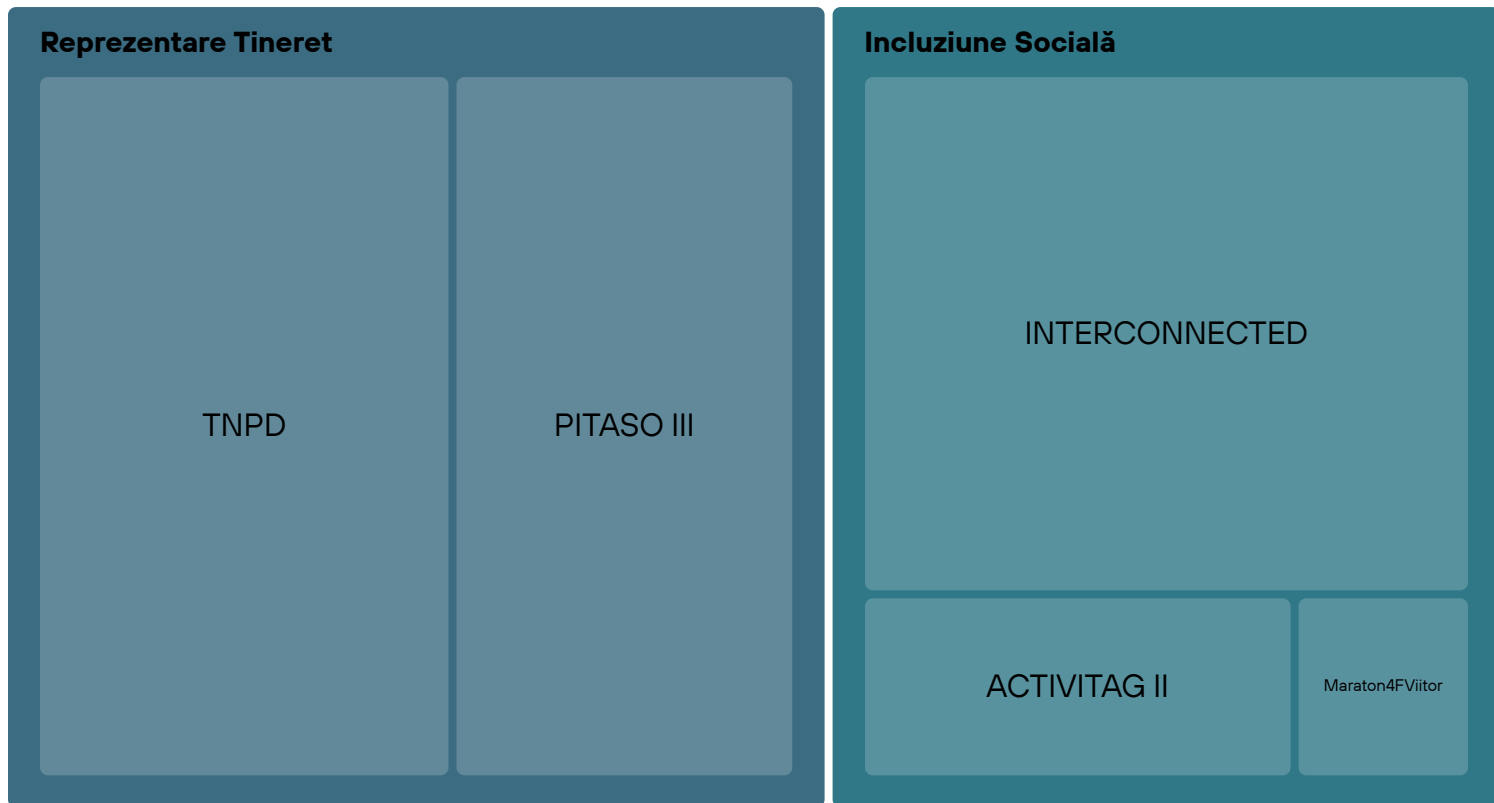 Reprezentare Tineret
TNPD
PITASO III
Incluziune Socială
INTERCONNECTED
ACTIVITAG II
Maraton4FViitor